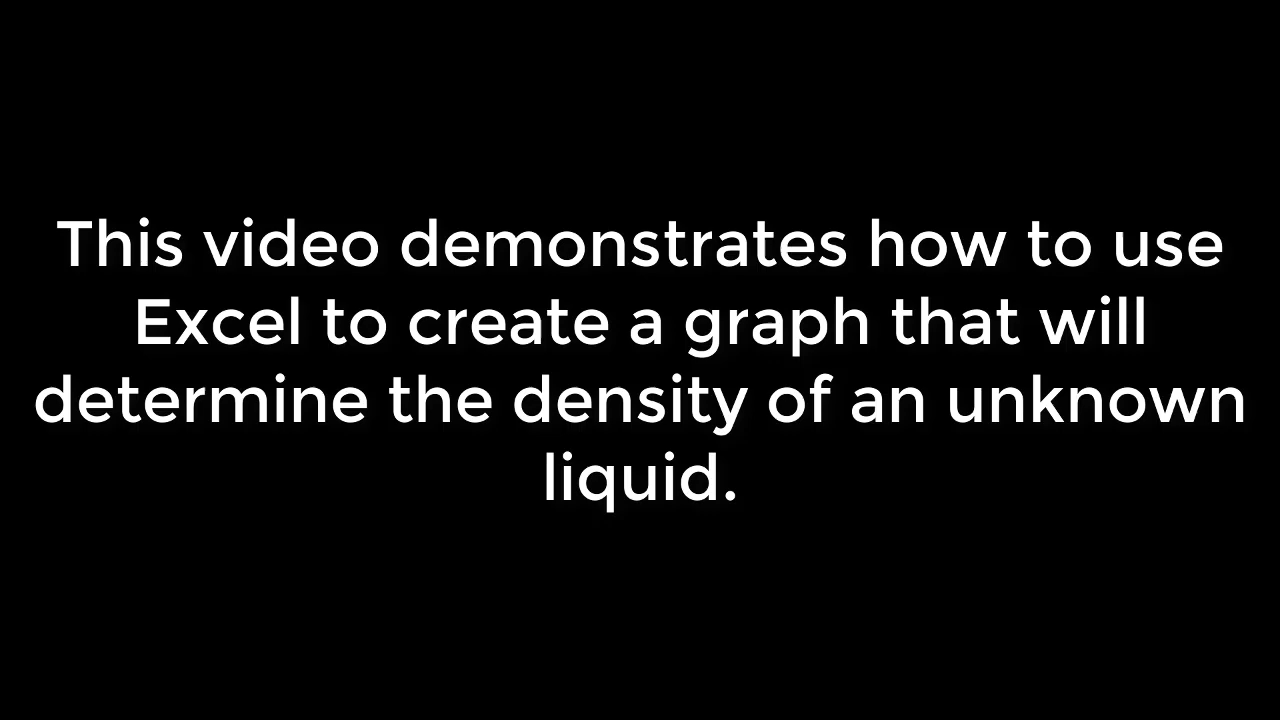 This video demonstrates how to use
Excel to create a graph that will
determine the density of an unknown
liquid.